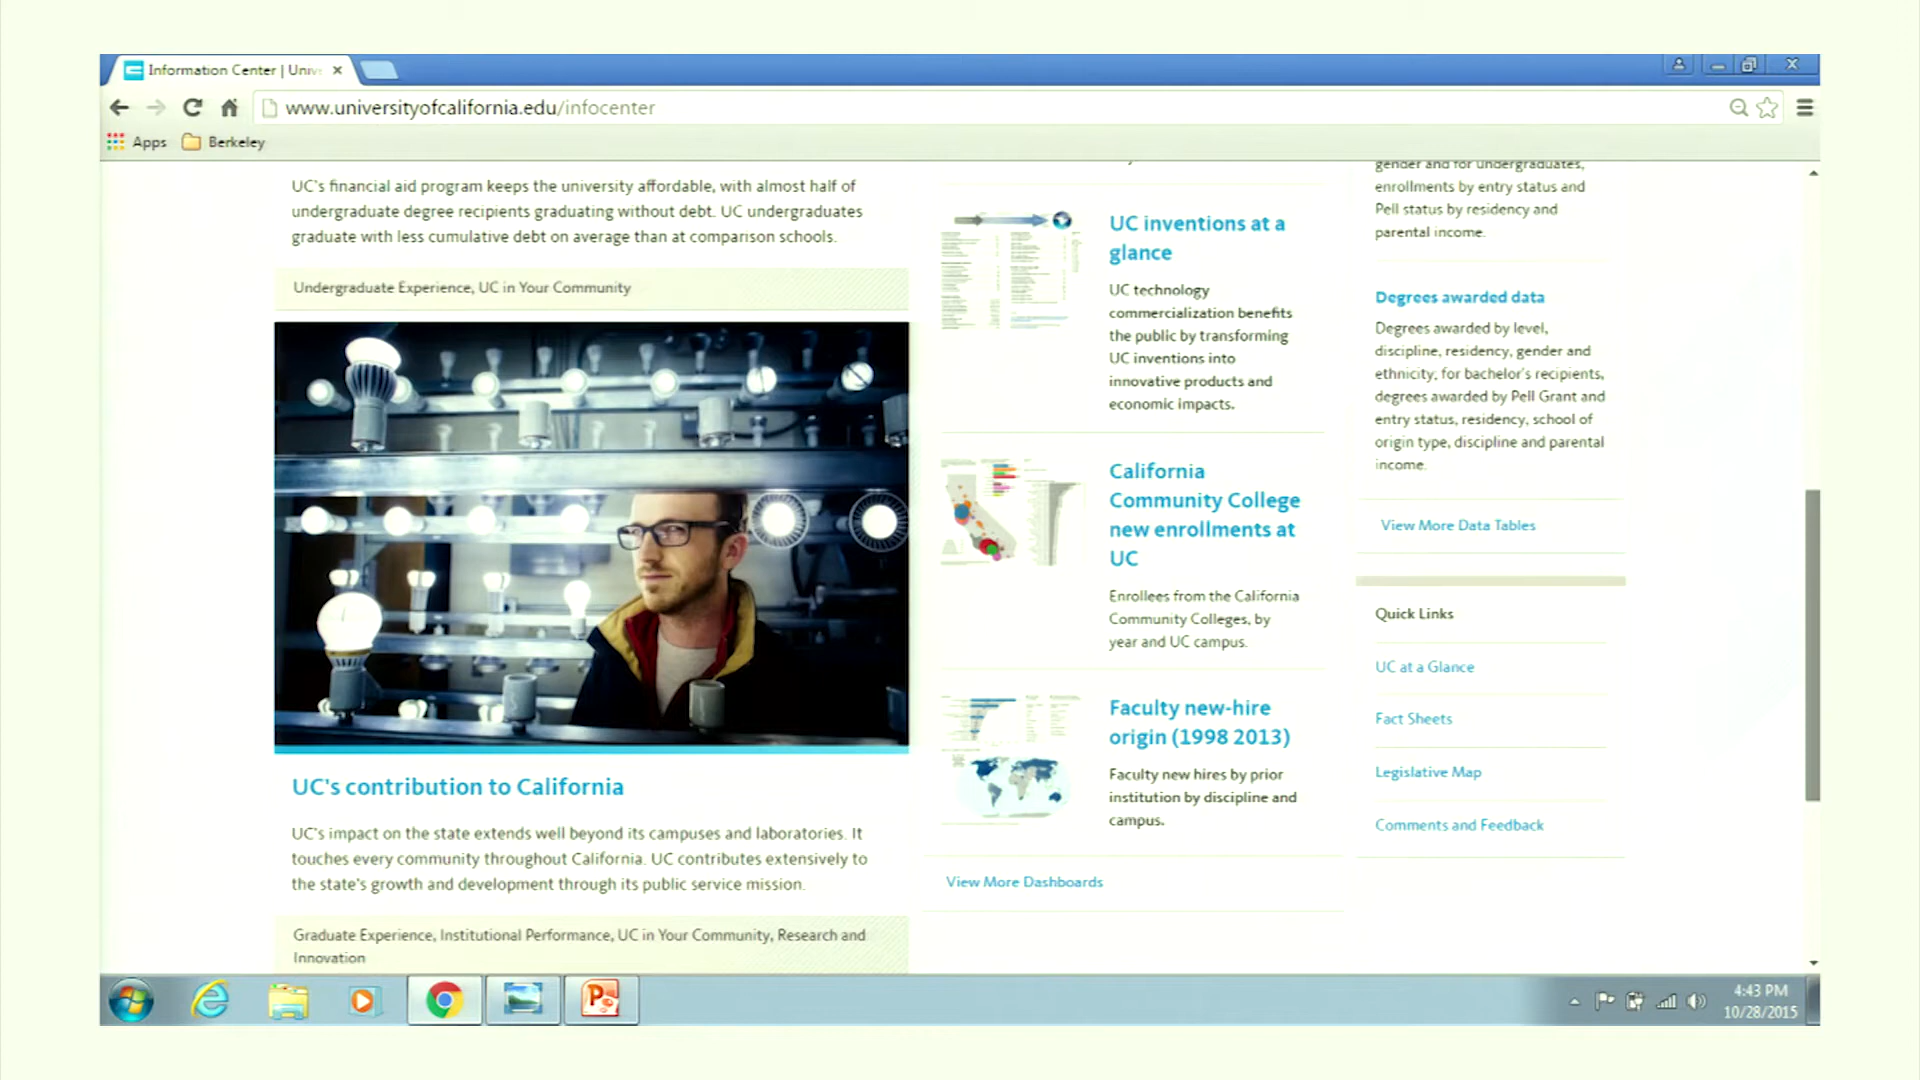 Information Center | Univ
www.universityofcalifornia.edu/infocenter
Apps
Berkeley
UC's financial aid program keeps the university affordable, with almost half of
undergraduate degree recipients graduating without debt. UC undergraduates
graduate with less cumulative debt on average than at comparison schools.
Undergraduate Experience, UC in Your Community
UC's contribution to California
UC's impact on the state extends well beyond its campuses and laboratories. It
touches every community throughout California. UC contributes extensively to
the state's growth and development through its public service mission.
Graduate Experience, Institutional Performance, UC in Your Community, Research and
Innovation
UC inventions at a
glance
UC technology
commercialization benefits
the public by transforming
UC inventions into
innovative products and
economic impacts.
California
Community College
new enrollments at
UC
Enrollees from the California
Community Colleges, by
year and UC campus.
Faculty new-hire
origin (1998 2013)
Faculty new hires by prior
institution by discipline and
campus.
View More Dashboards
gender and for undergraduates,
enrollments by entry status and
Pell status by residency and
parental income.
Degrees awarded data
Degrees awarded by level,
discipline, residency, gender and
ethnicity; for bachelor's recipients,
degrees awarded by Pell Grant and
entry status, residency, school of
origin type, discipline and parental
income.
View More Data Tables
Quick Links
UC at a Glance
Fact Sheets
Legislative Map
Comments and Feedback
4:43 PM
10/28/2015